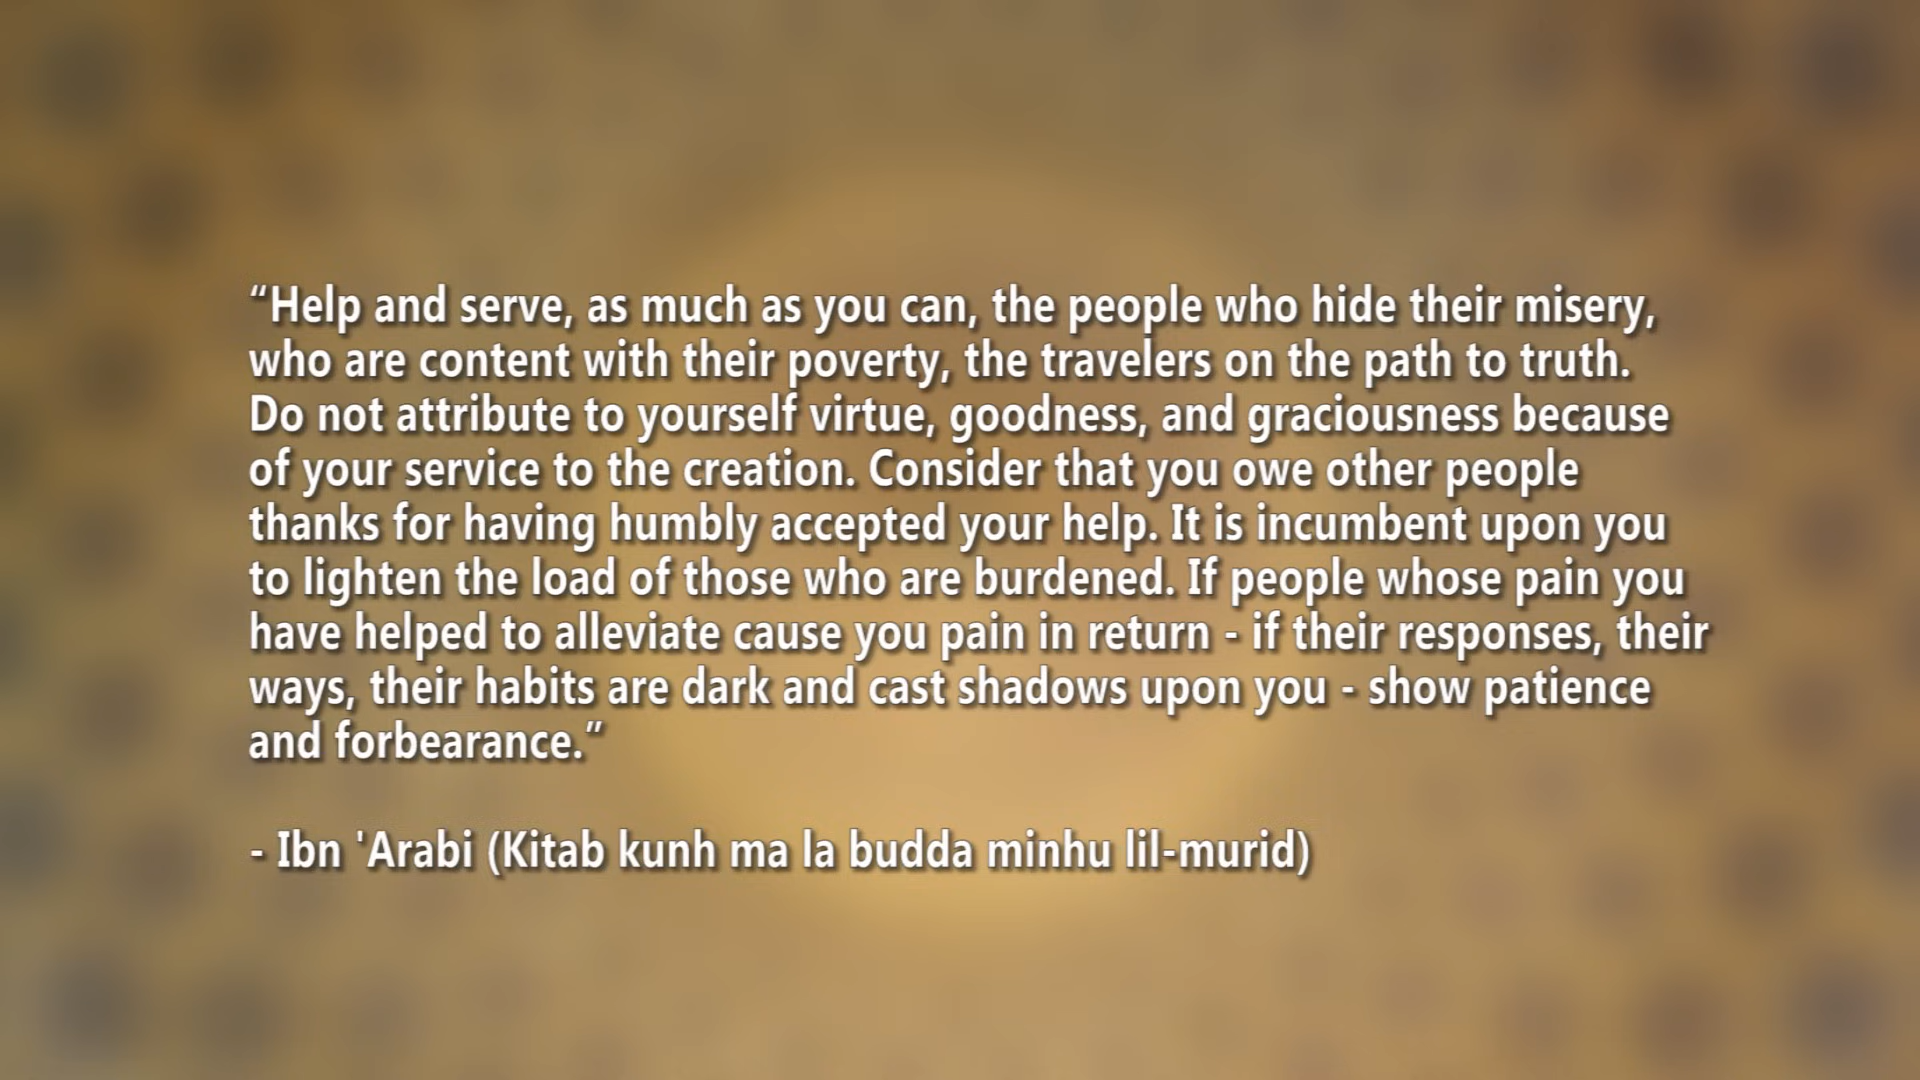 “Help and serve, as much as you can, the people who hide their misery,
who are content with their poverty, the travelers on the path to truth.
Do not attribute to yourself virtue, goodness, and graciousness because
of your service to the creation. Consider that you owe other people
thanks for having humbly accepted your help. It is incumbent upon you
to lighten the load of those who are burdened. If people whose pain you
have helped to alleviate cause you pain in return - if their responses, their
ways, their habits are dark and cast shadows upon you - show patience
and forbearance.”
- Ibn 'Arabi (Kitab kunh ma la budda minhu lil-murid)